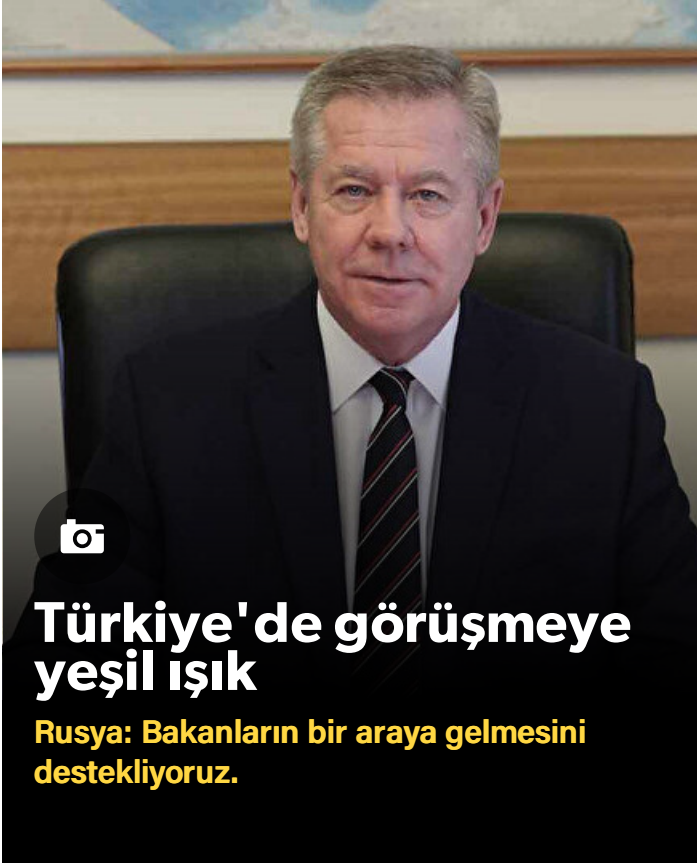 Türkiye'de görüşmeye
yeşil ışık
Rusya: Bakanların bir araya gelmesini
destekliyoruz.